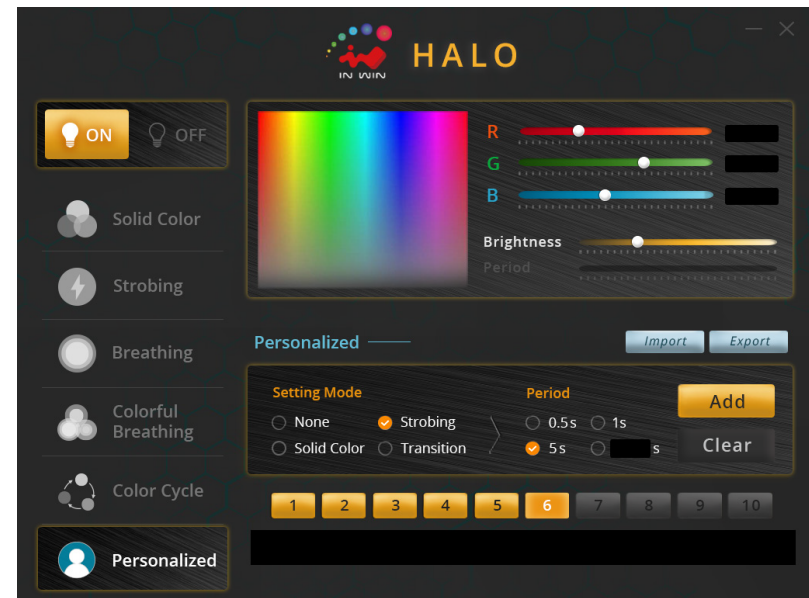 IN WIN
HALO
ON
OFF
Solid Color
Strobing
Breathing
Colorful
Breathing
Color Cycle
Personalized
R
G
B
Brightness
Period
Personalized
Import
Export
Setting Mode
None
Strobing
Solid Color
Transition
Period
0.5s
1s
5s
s
Add
Clear
1 2 3 4 5 6 7 8 9 10